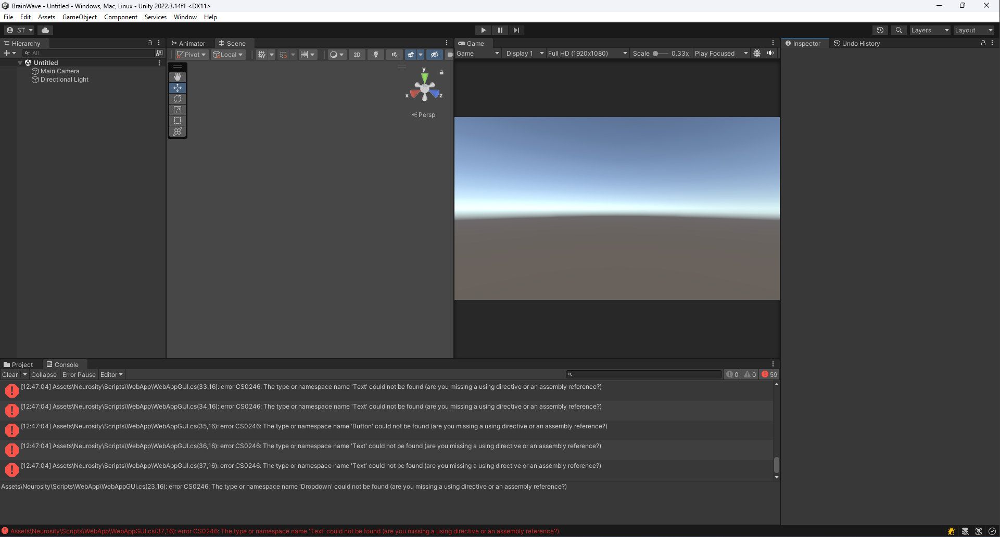 BrainWave - Untitled - Windows, Mac, Linux - Unity 2022.3.14f1 <DX11>
File Edit Assets GameObject Component Services Window Help
ST Layers Layout
Hierarchy Animator Scene Game Inspector Undo History
All Pivot Local 2D Game Display 1 Full HD (1920x1080) Scale 0.33x Play Focused
Untitled
Main Camera
Directional Light
y
x z
Persp
Project Console
Clear Collapse Error Pause Editor 0 0 59
[12:47:04] Assets\Neurosity\Scripts\WebApp\WebAppGUI.cs(33,16): error CS0246: The type or namespace name 'Text' could not be found (are you missing a using directive or an assembly reference?)
[12:47:04] Assets\Neurosity\Scripts\WebApp\WebAppGUI.cs(34,16): error CS0246: The type or namespace name 'Text' could not be found (are you missing a using directive or an assembly reference?)
[12:47:04] Assets\Neurosity\Scripts\WebApp\WebAppGUI.cs(35,16): error CS0246: The type or namespace name 'Button' could not be found (are you missing a using directive or an assembly reference?)
[12:47:04] Assets\Neurosity\Scripts\WebApp\WebAppGUI.cs(36,16): error CS0246: The type or namespace name 'Text' could not be found (are you missing a using directive or an assembly reference?)
[12:47:04] Assets\Neurosity\Scripts\WebApp\WebAppGUI.cs(37,16): error CS0246: The type or namespace name 'Text' could not be found (are you missing a using directive or an assembly reference?)
Assets\Neurosity\Scripts\WebApp\WebAppGUI.cs(23,16): error CS0246: The type or namespace name 'Dropdown' could not be found (are you missing a using directive or an assembly reference?)
Assets\Neurosity\Scripts\WebApp\WebAppGUI.cs(37,16): error CS0246: The type or namespace name 'Text' could not be found (are you missing a using directive or an assembly reference?)